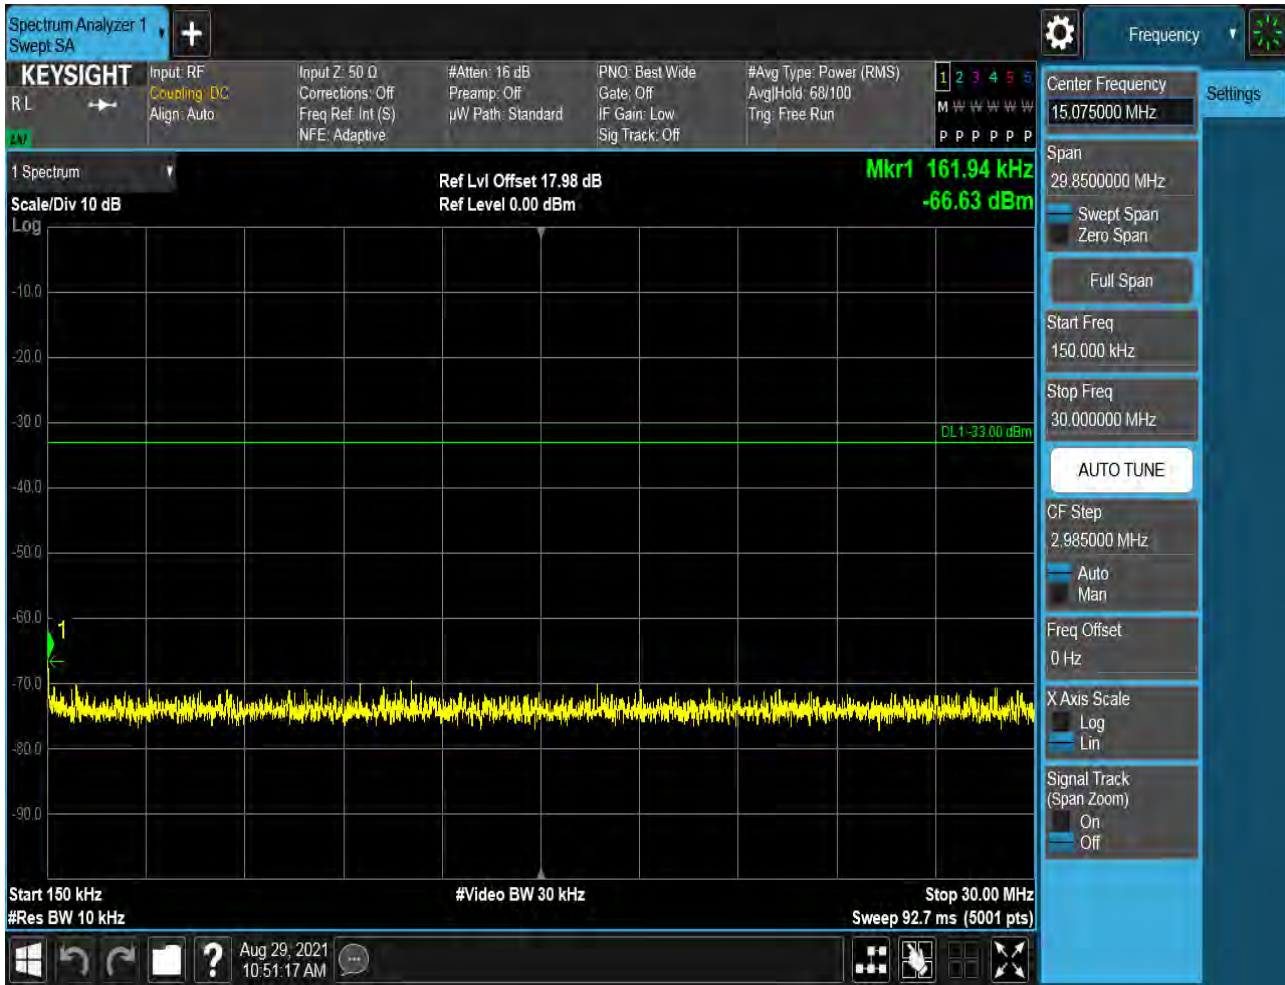 Spectrum Analyzer 1
Swept SA
Frequency
KEYSIGHT
R L
LNI
Input: RF
Coupling: DC
Align: Auto
Input Z: 50 Ω
Corrections: Off
Freq Ref: Int (S)
NFE: Adaptive
#Atten: 16 dB
Preamp: Off
µW Path: Standard
PNO: Best Wide
Gate: Off
IF Gain: Low
Sig Track: Off
#Avg Type: Power (RMS)
Avg|Hold: 68/100
Trig: Free Run
1 2 3 4 5 6
M W W W W W
P P P P P P
1 Spectrum
Scale/Div 10 dB
Log
Ref Lvl Offset 17.98 dB
Ref Level 0.00 dBm
Mkr1 161.94 kHz
-66.63 dBm
-10.0
-20.0
-30.0
DL1 -33.00 dBm
-40.0
-50.0
-60.0
1
-70.0
-80.0
-90.0
Start 150 kHz
#Res BW 10 kHz
#Video BW 30 kHz
Stop 30.00 MHz
Sweep 92.7 ms (5001 pts)
Center Frequency
15.075000 MHz
Settings
Span
29.8500000 MHz
Swept Span
Zero Span
Full Span
Start Freq
150.000 kHz
Stop Freq
30.000000 MHz
AUTO TUNE
CF Step
2.985000 MHz
Auto
Man
Freq Offset
0 Hz
X Axis Scale
Log
Lin
Signal Track
(Span Zoom)
On
Off
?
Aug 29, 2021
10:51:17 AM